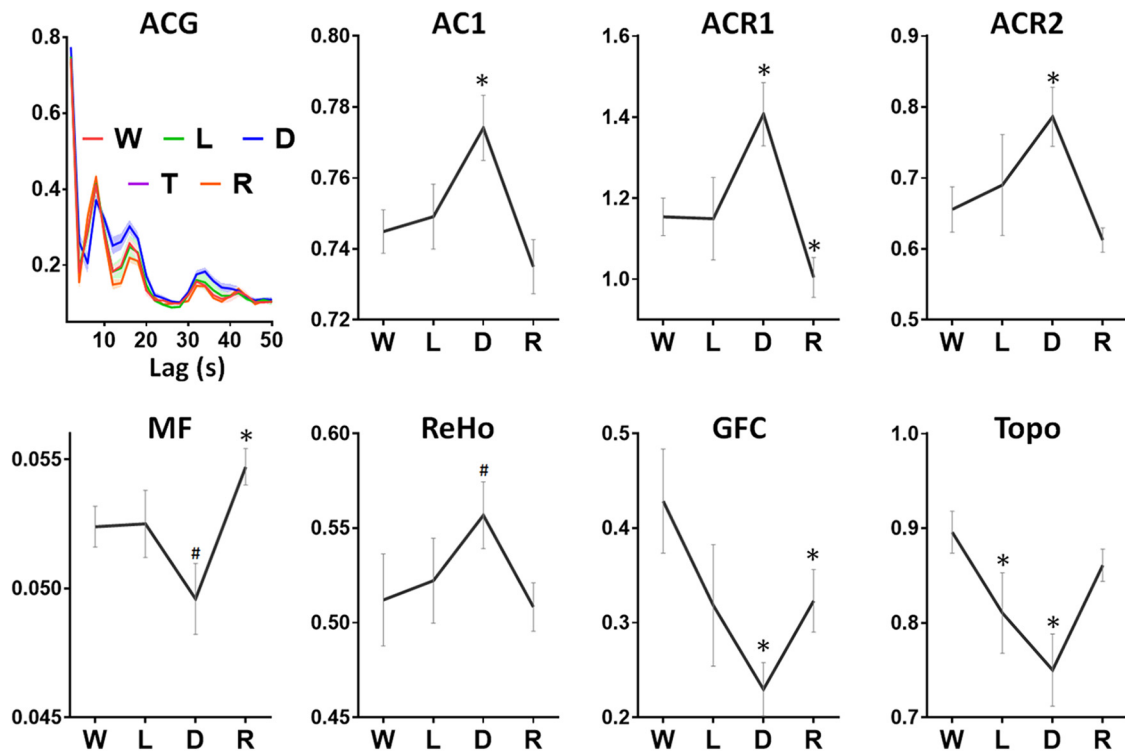 ACG
0.8
0.6
0.4
0.2
W L D
T R
10 20 30 40 50
Lag (s)
AC1
0.80
0.78
0.76
0.74
0.72
*
W L D R
ACR1
1.6
1.4
1.2
1.0
*
*
W L D R
ACR2
0.9
0.8
0.7
0.6
0.5
*
W L D R
MF
0.055
0.050
0.045
*
#
W L D R
ReHo
0.60
0.55
0.50
0.45
#
W L D R
GFC
0.5
0.4
0.3
0.2
*
*
W L D R
Topo
1.0
0.9
0.8
0.7
*
*
W L D R